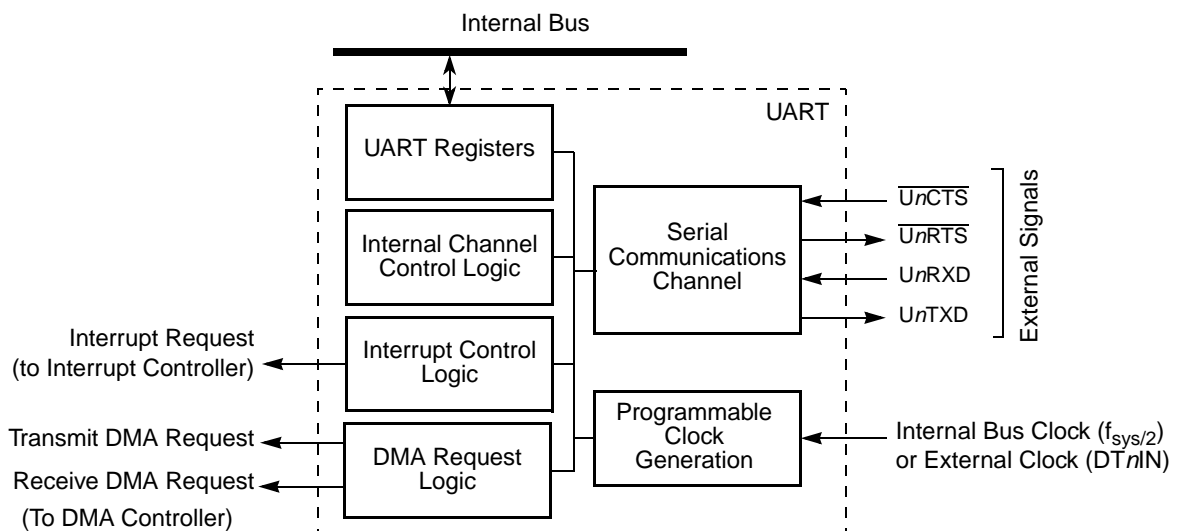 Internal Bus
UART
UART Registers
Internal Channel
Control Logic
Interrupt Control
Logic
DMA Request
Logic
Serial
Communications
Channel
Programmable
Clock
Generation
UnCTS
UnRTS
UnRXD
UnTXD
External Signals
Interrupt Request
(to Interrupt Controller)
Transmit DMA Request
Receive DMA Request
(To DMA Controller)
Internal Bus Clock (fsys/2)
or External Clock (DTnIN)